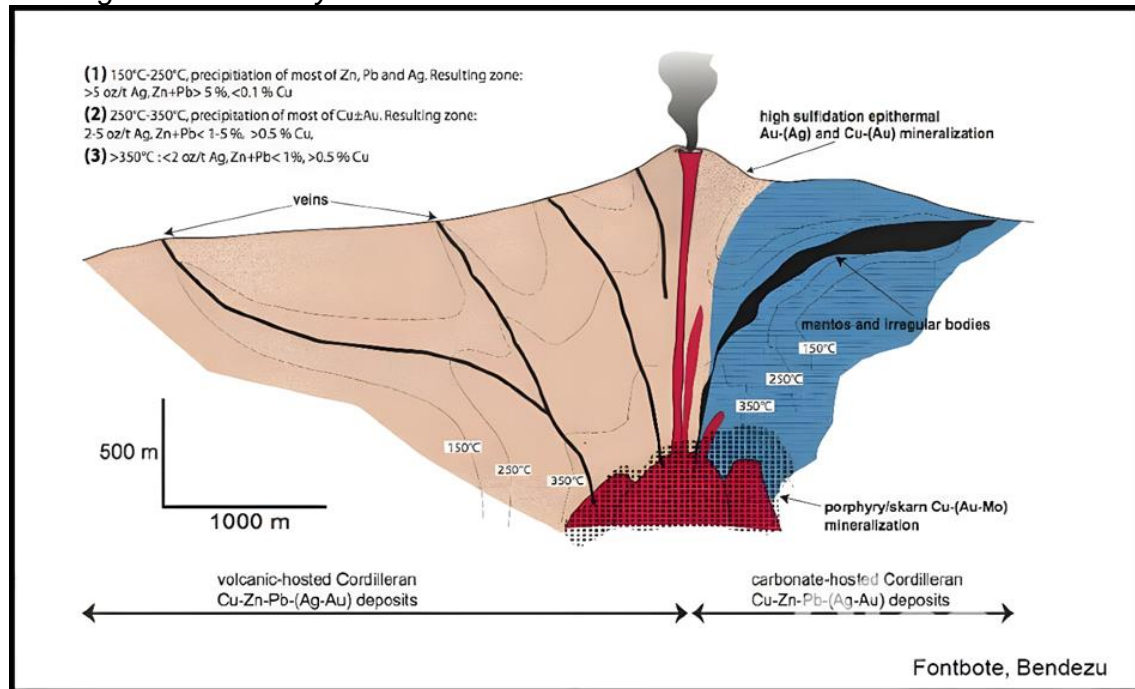 (1) 150°C-250°C, precipitiation of most of Zn, Pb and Ag. Resulting zone:
>5 oz/t Ag, Zn+Pb> 5 %, <0.1 % Cu
(2) 250°C-350°C, precipitation of most of Cu±Au. Resulting zone:
2-5 oz/t Ag, Zn+Pb< 1-5 %, >0.5 % Cu,
(3) >350°C :<2 oz/t Ag, Zn+Pb< 1%, >0.5 % Cu
high sulfidation epithermal
Au-(Ag) and Cu-(Au) mineralization
veins
mantos and irregular bodies
150°C
250°C
350°C
150°C
250°C
350°C
500 m
1000 m
porphyry/skarn Cu-(Au-Mo)
mineralization
volcanic-hosted Cordilleran
Cu-Zn-Pb-(Ag-Au) deposits
carbonate-hosted Cordilleran
Cu-Zn-Pb-(Ag-Au) deposits
Fontbote, Bendezu